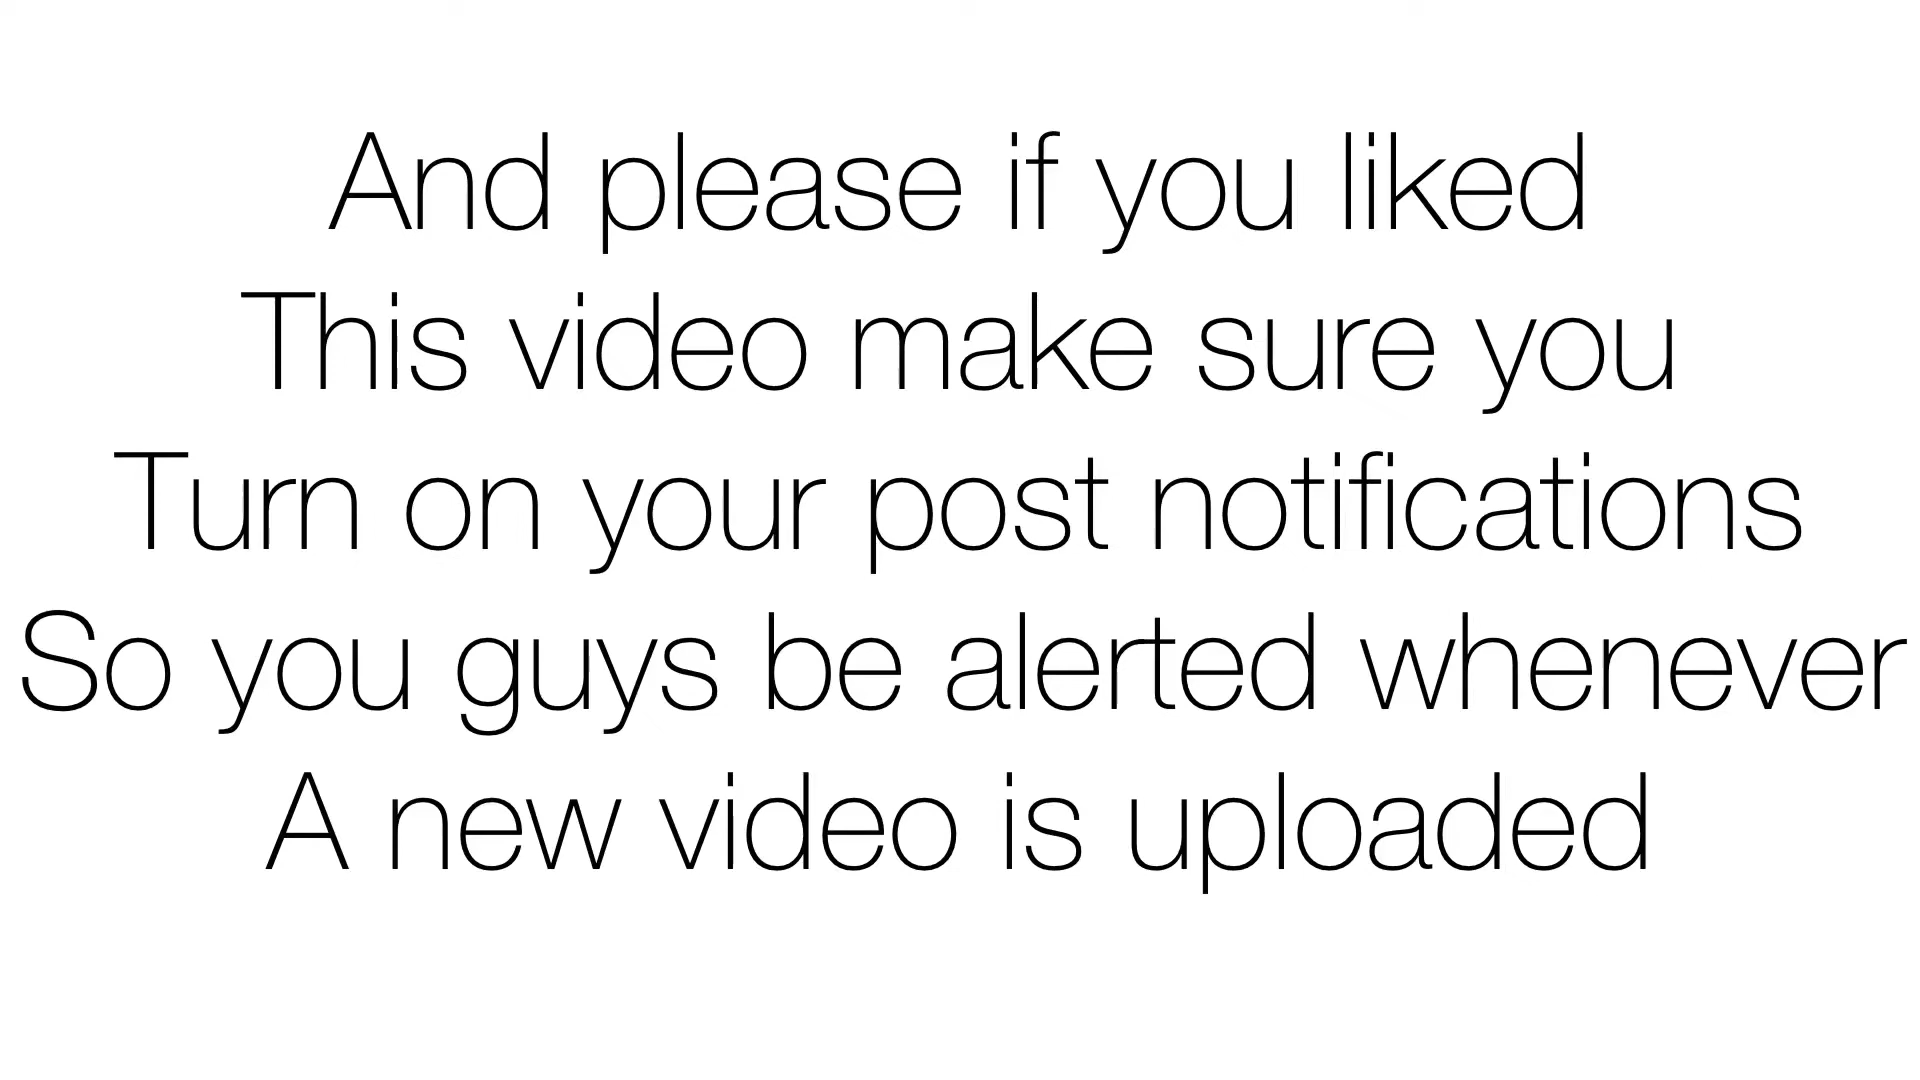 And please if you liked
This video make sure you
Turn on your post notifications
So you guys be alerted whenever
A new video is uploaded